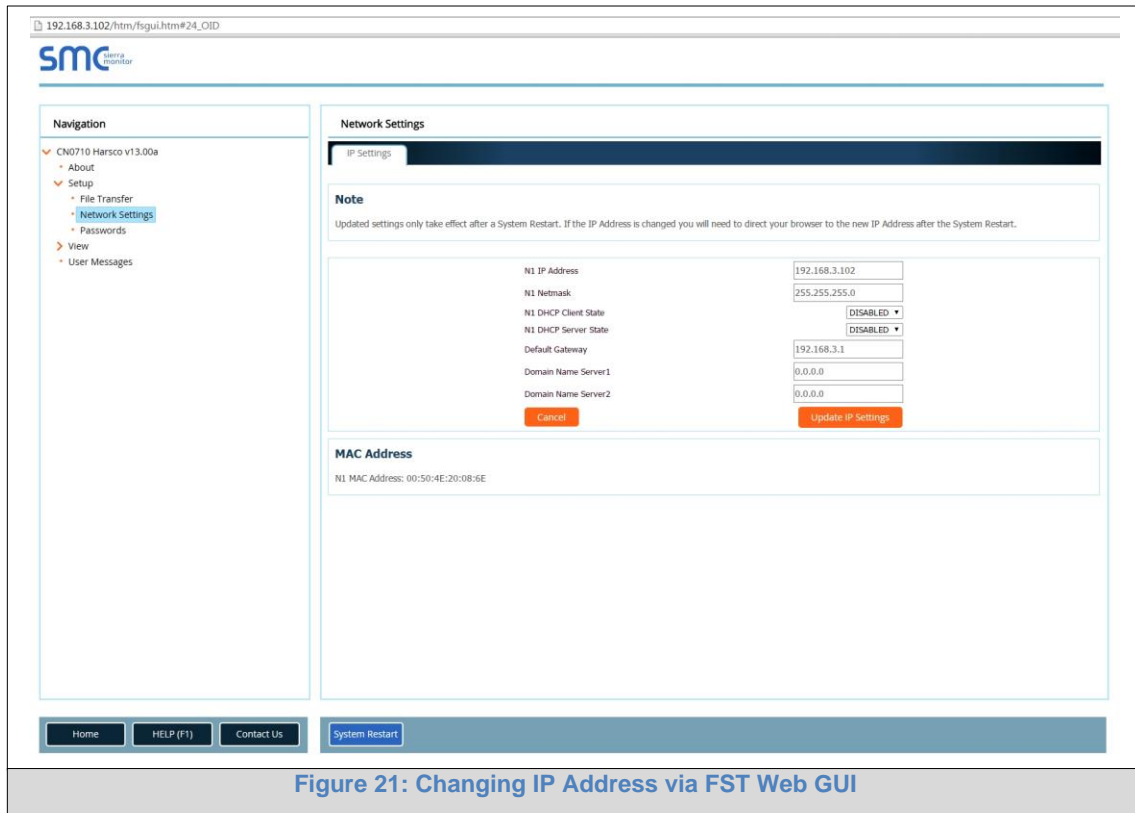 192.168.3.102/htm/fsgui.htm#24_OID
SMC sierra monitor
Navigation
CN0710 Harsco v13.00a
About
Setup
File Transfer
Network Settings
Passwords
View
User Messages
Network Settings
IP Settings
Note
Updated settings only take effect after a System Restart. If the IP Address is changed you will need to direct your browser to the new IP Address after the System Restart.
N1 IP Address 192.168.3.102
N1 Netmask 255.255.255.0
N1 DHCP Client State DISABLED
N1 DHCP Server State DISABLED
Default Gateway 192.168.3.1
Domain Name Server1 0.0.0.0
Domain Name Server2 0.0.0.0
Cancel Update IP Settings
MAC Address
N1 MAC Address: 00:50:4E:20:08:6E
Home HELP (F1) Contact Us System Restart
Figure 21: Changing IP Address via FST Web GUI